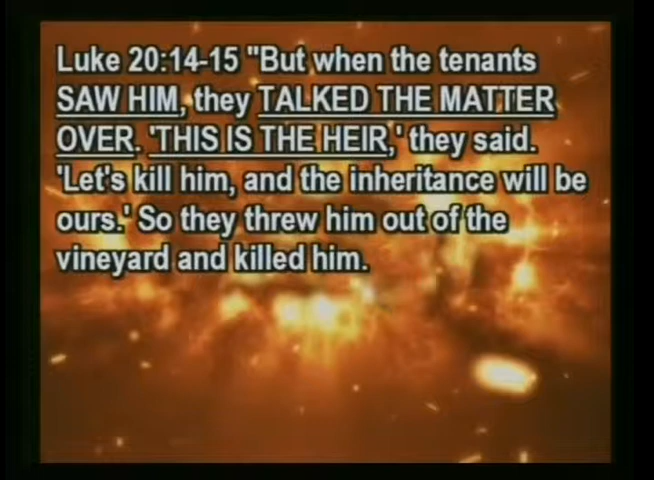 Luke 20:14-15 "But when the tenants
SAW HIM, they TALKED THE MATTER
OVER. 'THIS IS THE HEIR,' they said.
'Let's kill him, and the inheritance will be
ours.' So they threw him out of the
vineyard and killed him.